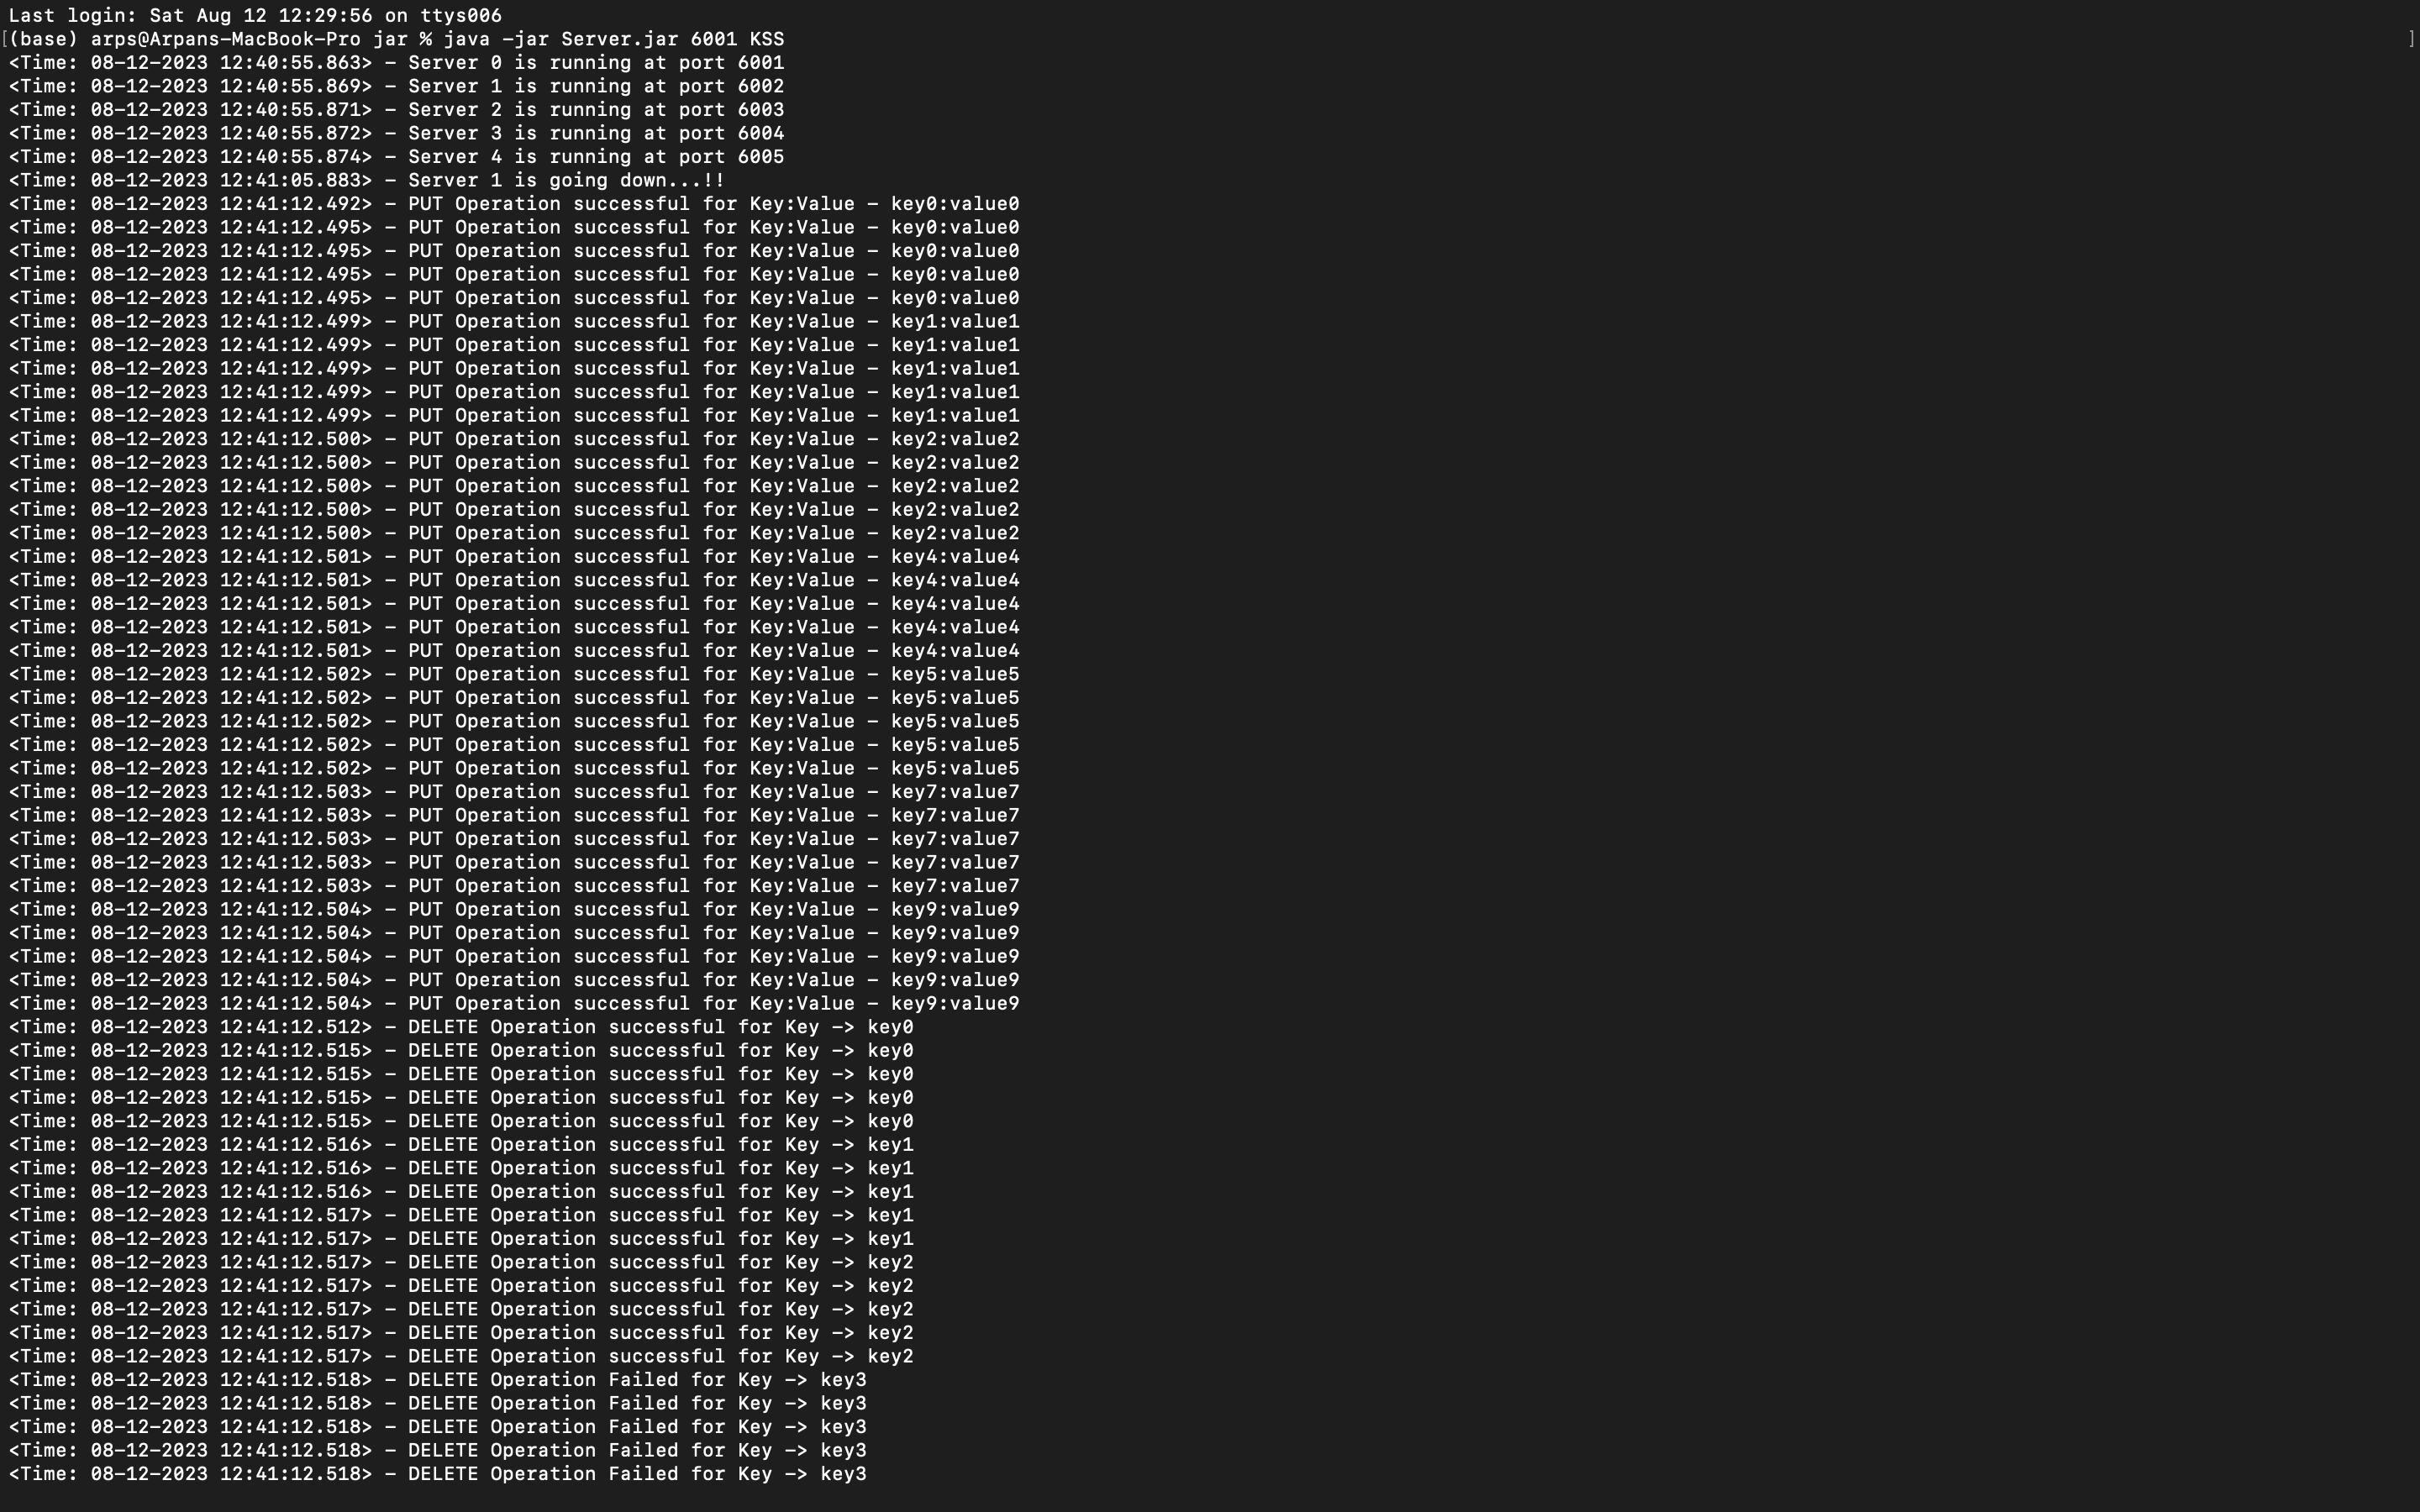 Last login: Sat Aug 12 12:29:56 on ttys006
[(base) arps@Arpans-MacBook-Pro jar % java -jar Server.jar 6001 KSS ]
<Time: 08-12-2023 12:40:55.863> - Server 0 is running at port 6001
<Time: 08-12-2023 12:40:55.869> - Server 1 is running at port 6002
<Time: 08-12-2023 12:40:55.871> - Server 2 is running at port 6003
<Time: 08-12-2023 12:40:55.872> - Server 3 is running at port 6004
<Time: 08-12-2023 12:40:55.874> - Server 4 is running at port 6005
<Time: 08-12-2023 12:41:05.883> - Server 1 is going down...!!
<Time: 08-12-2023 12:41:12.492> - PUT Operation successful for Key:Value - key0:value0
<Time: 08-12-2023 12:41:12.495> - PUT Operation successful for Key:Value - key0:value0
<Time: 08-12-2023 12:41:12.495> - PUT Operation successful for Key:Value - key0:value0
<Time: 08-12-2023 12:41:12.495> - PUT Operation successful for Key:Value - key0:value0
<Time: 08-12-2023 12:41:12.495> - PUT Operation successful for Key:Value - key0:value0
<Time: 08-12-2023 12:41:12.499> - PUT Operation successful for Key:Value - key1:value1
<Time: 08-12-2023 12:41:12.499> - PUT Operation successful for Key:Value - key1:value1
<Time: 08-12-2023 12:41:12.499> - PUT Operation successful for Key:Value - key1:value1
<Time: 08-12-2023 12:41:12.499> - PUT Operation successful for Key:Value - key1:value1
<Time: 08-12-2023 12:41:12.499> - PUT Operation successful for Key:Value - key1:value1
<Time: 08-12-2023 12:41:12.500> - PUT Operation successful for Key:Value - key2:value2
<Time: 08-12-2023 12:41:12.500> - PUT Operation successful for Key:Value - key2:value2
<Time: 08-12-2023 12:41:12.500> - PUT Operation successful for Key:Value - key2:value2
<Time: 08-12-2023 12:41:12.500> - PUT Operation successful for Key:Value - key2:value2
<Time: 08-12-2023 12:41:12.500> - PUT Operation successful for Key:Value - key2:value2
<Time: 08-12-2023 12:41:12.501> - PUT Operation successful for Key:Value - key4:value4
<Time: 08-12-2023 12:41:12.501> - PUT Operation successful for Key:Value - key4:value4
<Time: 08-12-2023 12:41:12.501> - PUT Operation successful for Key:Value - key4:value4
<Time: 08-12-2023 12:41:12.501> - PUT Operation successful for Key:Value - key4:value4
<Time: 08-12-2023 12:41:12.501> - PUT Operation successful for Key:Value - key4:value4
<Time: 08-12-2023 12:41:12.502> - PUT Operation successful for Key:Value - key5:value5
<Time: 08-12-2023 12:41:12.502> - PUT Operation successful for Key:Value - key5:value5
<Time: 08-12-2023 12:41:12.502> - PUT Operation successful for Key:Value - key5:value5
<Time: 08-12-2023 12:41:12.502> - PUT Operation successful for Key:Value - key5:value5
<Time: 08-12-2023 12:41:12.502> - PUT Operation successful for Key:Value - key5:value5
<Time: 08-12-2023 12:41:12.503> - PUT Operation successful for Key:Value - key7:value7
<Time: 08-12-2023 12:41:12.503> - PUT Operation successful for Key:Value - key7:value7
<Time: 08-12-2023 12:41:12.503> - PUT Operation successful for Key:Value - key7:value7
<Time: 08-12-2023 12:41:12.503> - PUT Operation successful for Key:Value - key7:value7
<Time: 08-12-2023 12:41:12.503> - PUT Operation successful for Key:Value - key7:value7
<Time: 08-12-2023 12:41:12.504> - PUT Operation successful for Key:Value - key9:value9
<Time: 08-12-2023 12:41:12.504> - PUT Operation successful for Key:Value - key9:value9
<Time: 08-12-2023 12:41:12.504> - PUT Operation successful for Key:Value - key9:value9
<Time: 08-12-2023 12:41:12.504> - PUT Operation successful for Key:Value - key9:value9
<Time: 08-12-2023 12:41:12.504> - PUT Operation successful for Key:Value - key9:value9
<Time: 08-12-2023 12:41:12.512> - DELETE Operation successful for Key -> key0
<Time: 08-12-2023 12:41:12.515> - DELETE Operation successful for Key -> key0
<Time: 08-12-2023 12:41:12.515> - DELETE Operation successful for Key -> key0
<Time: 08-12-2023 12:41:12.515> - DELETE Operation successful for Key -> key0
<Time: 08-12-2023 12:41:12.515> - DELETE Operation successful for Key -> key0
<Time: 08-12-2023 12:41:12.516> - DELETE Operation successful for Key -> key1
<Time: 08-12-2023 12:41:12.516> - DELETE Operation successful for Key -> key1
<Time: 08-12-2023 12:41:12.516> - DELETE Operation successful for Key -> key1
<Time: 08-12-2023 12:41:12.517> - DELETE Operation successful for Key -> key1
<Time: 08-12-2023 12:41:12.517> - DELETE Operation successful for Key -> key1
<Time: 08-12-2023 12:41:12.517> - DELETE Operation successful for Key -> key2
<Time: 08-12-2023 12:41:12.517> - DELETE Operation successful for Key -> key2
<Time: 08-12-2023 12:41:12.517> - DELETE Operation successful for Key -> key2
<Time: 08-12-2023 12:41:12.517> - DELETE Operation successful for Key -> key2
<Time: 08-12-2023 12:41:12.517> - DELETE Operation successful for Key -> key2
<Time: 08-12-2023 12:41:12.518> - DELETE Operation Failed for Key -> key3
<Time: 08-12-2023 12:41:12.518> - DELETE Operation Failed for Key -> key3
<Time: 08-12-2023 12:41:12.518> - DELETE Operation Failed for Key -> key3
<Time: 08-12-2023 12:41:12.518> - DELETE Operation Failed for Key -> key3
<Time: 08-12-2023 12:41:12.518> - DELETE Operation Failed for Key -> key3